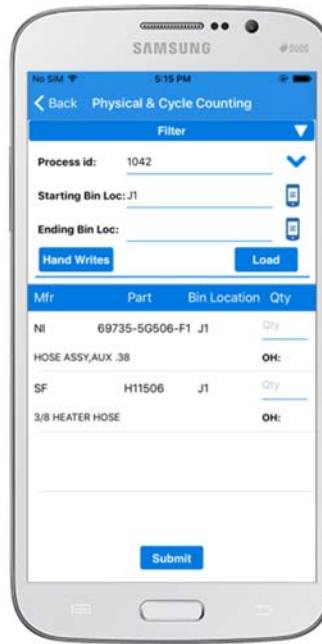 SAMSUNG DUOS
No SIM 5:15 PM
Back Physical & Cycle Counting
Filter
Process id: 1042
Starting Bin Loc: J1
Ending Bin Loc:
Hand Writes Load
Mfr Part Bin Location Qty
NI 69735-5G506-F1 J1 Qty
HOSE ASSY,AUX .38 OH:
SF H11506 J1 Qty
3/8 HEATER HOSE OH:
Submit